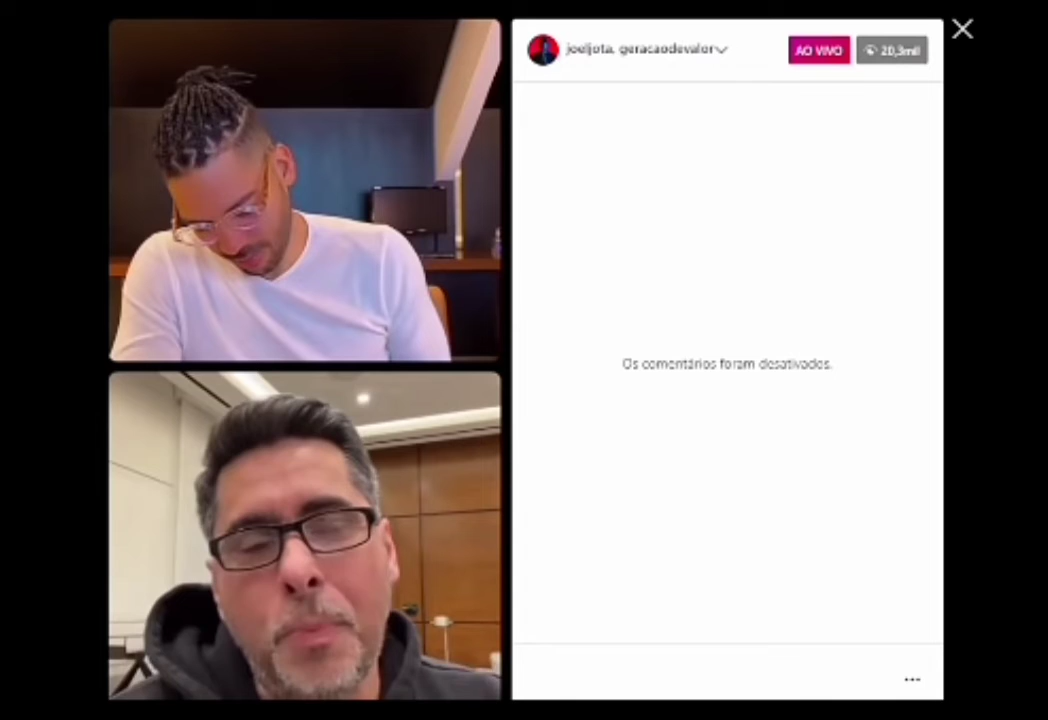 joeljota, geracaodevalor
AO VIVO
20,3mil
Os comentários foram desativados.